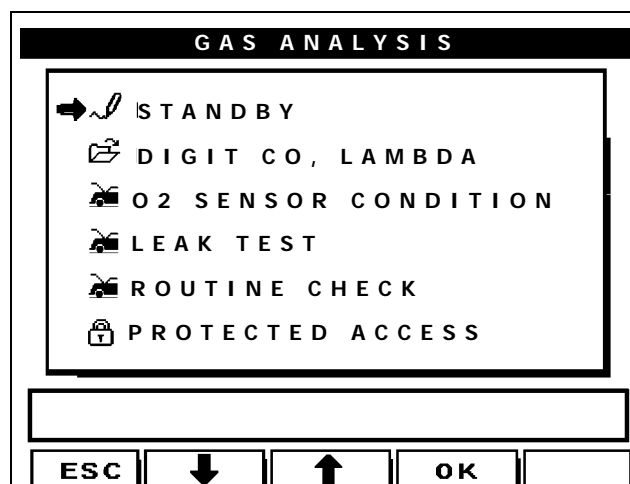 GAS ANALYSIS
STANDBY
DIGIT CO, LAMBDA
O2 SENSOR CONDITION
LEAK TEST
ROUTINE CHECK
PROTECTED ACCESS
ESC OK